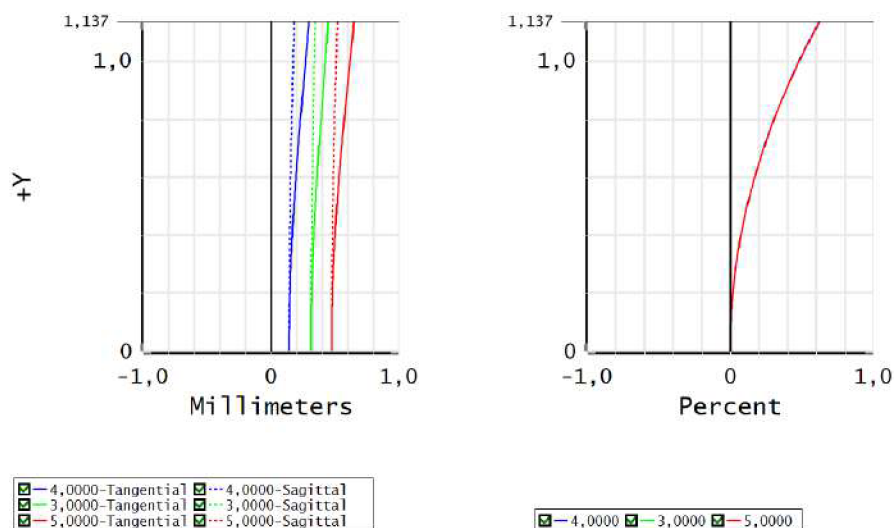 1,137
1,0
+Y
0
-1,0 0 1,0
Millimeters
1,137
1,0
0
-1,0 0 1,0
Percent
4,0000-Tangential 4,0000-Sagittal
3,0000-Tangential 3,0000-Sagittal
5,0000-Tangential 5,0000-Sagittal
4,0000 3,0000 5,0000